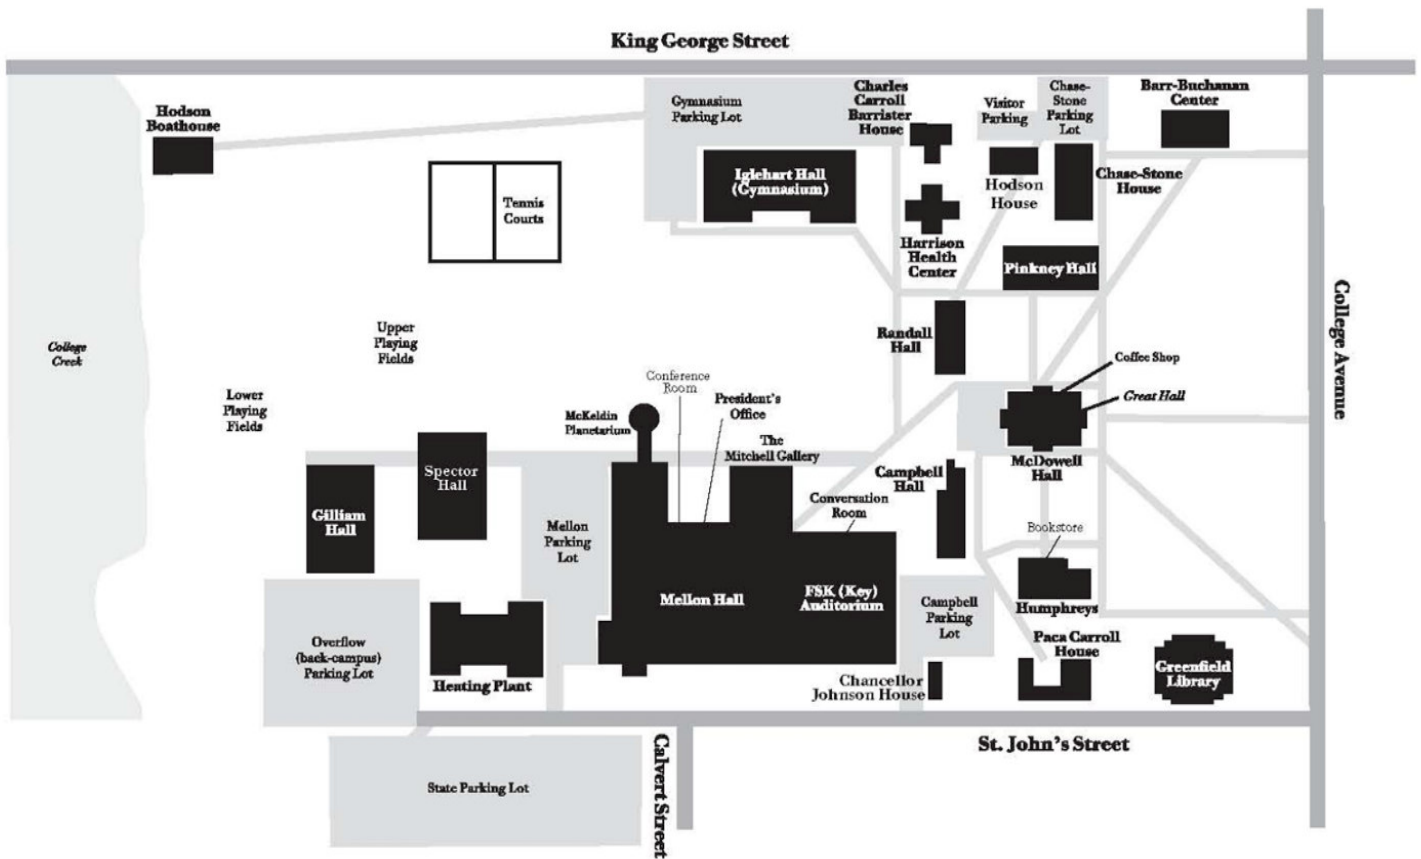 King George Street
Hodson
Boathouse
Gymnasium
Parking Lot
Charles
Carroll
Barrister
House
Visitor
Parking
Chase-
Stone
Parking
Lot
Barr-Buchanan
Center
Iglehart Hall
(Gymnasium)
Tennis
Courts
Hodson
House
Chase-Stone
House
Harrison
Health
Center
Pinkney Hall
College Avenue
College
Creek
Upper
Playing
Fields
Randall
Hall
Coffee Shop
Great Hall
Lower
Playing
Fields
Conference
Room
President's
Office
McKeldin
Planetarium
The
Mitchell Gallery
McDowell
Hall
Spector
Hall
Campbell
Hall
Gilliam
Hall
Mellon
Parking
Lot
Conversation
Room
Bookstore
Mellon Hall
FSK (Key)
Auditorium
Campbell
Parking
Lot
Humphreys
Overflow
(back-campus)
Parking Lot
Heating Plant
Paca Carroll
House
Greenfield
Library
Chancellor
Johnson House
St. John's Street
Calvert Street
State Parking Lot